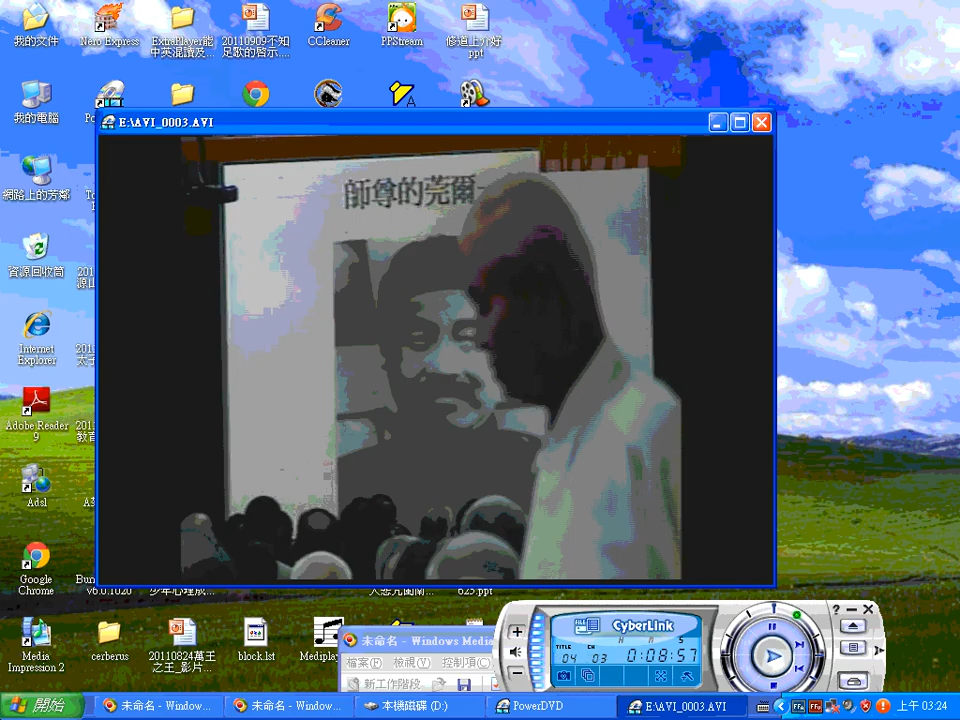 我的文件
Nero Express
ExtraPlayer能
中英混讀及...
20110909不知
足歌的啓示....
CCleaner
PPStream
修道上介好
ppt
我的電腦
E:\AVI_0003.AVI
師尊的莞爾
網路上的芳鄰
資源回收筒
Internet
Explorer
Adobe Reader
9
Adsl
Google
Chrome
v6.0.1020
623.ppt
Media
Impression 2
cerberus
20110824萬王
之王_影片...
block.lst
未命名 - Windows Media
檔案(F)
檢視(V)
控制項(C)
新工作階段
CyberLink
H
M
S
TITLE
CH
04
03
0:08:57
開始
未命名 - Window...
未命名 - Window...
本機磁碟 (D:)
PowerDVD
E:\AVI_0003.AVI
上午 03:24